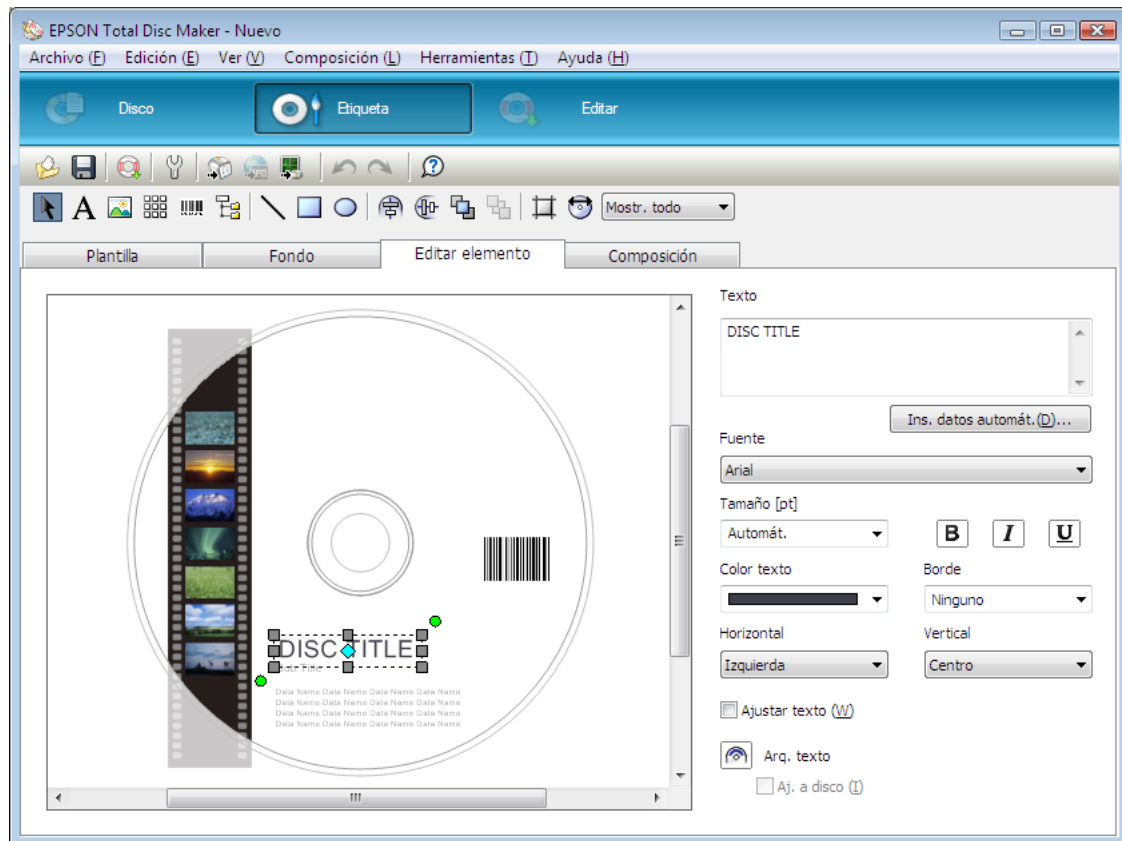 EPSON Total Disc Maker - Nuevo
Archivo (F) Edición (E) Ver (V) Composición (L) Herramientas (T) Ayuda (H)
Disco Etiqueta Editar
A Mostr. todo
Plantilla Fondo Editar elemento Composición
Texto
DISC TITLE
Ins. datos automát.(D)...
Fuente
Arial
Tamaño [pt]
Automát. B I U
Color texto Borde
Ninguno
Horizontal Vertical
Izquierda Centro
Ajustar texto (W)
Arq. texto
Aj. a disco (I)
DISC TITLE
Sub Title
Data Name Data Name Data Name Data Name
Data Name Data Name Data Name Data Name
Data Name Data Name Data Name Data Name
Data Name Data Name Data Name Data Name